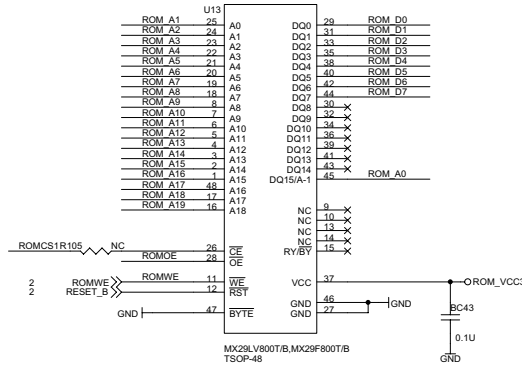 U13
ROM_A1 25 A0 DQ0 29 ROM_D0
ROM_A2 24 A1 DQ1 31 ROM_D1
ROM_A3 23 A2 DQ2 33 ROM_D2
ROM_A4 22 A3 DQ3 35 ROM_D3
ROM_A5 21 A4 DQ4 38 ROM_D4
ROM_A6 20 A5 DQ5 40 ROM_D5
ROM_A7 19 A6 DQ6 42 ROM_D6
ROM_A8 18 A7 DQ7 44 ROM_D7
ROM_A9 8 A8 DQ8 30
ROM_A10 7 A9 DQ9 32
ROM_A11 6 A10 DQ10 34
ROM_A12 5 A11 DQ11 36
ROM_A13 4 A12 DQ12 39
ROM_A14 3 A13 DQ13 41
ROM_A15 2 A14 DQ14 43
ROM_A16 1 A15 DQ15/A-1 45 ROM_A0
ROM_A17 48 A16
ROM_A18 17 A17 NC 9
ROM_A19 16 A18 NC 10
NC 13
NC 14
ROMCS1R105 NC 26 CE RY/BY 15
ROMOE 28 OE
2 ROMWE ROMWE 11 WE VCC 37 ROM_VCC3
2 RESET_B 12 RST
GND 46 GND
GND 47 BYTE GND 27
BC43
0.1U
GND
MX29LV800T/B,MX29F800T/B
TSOP-48